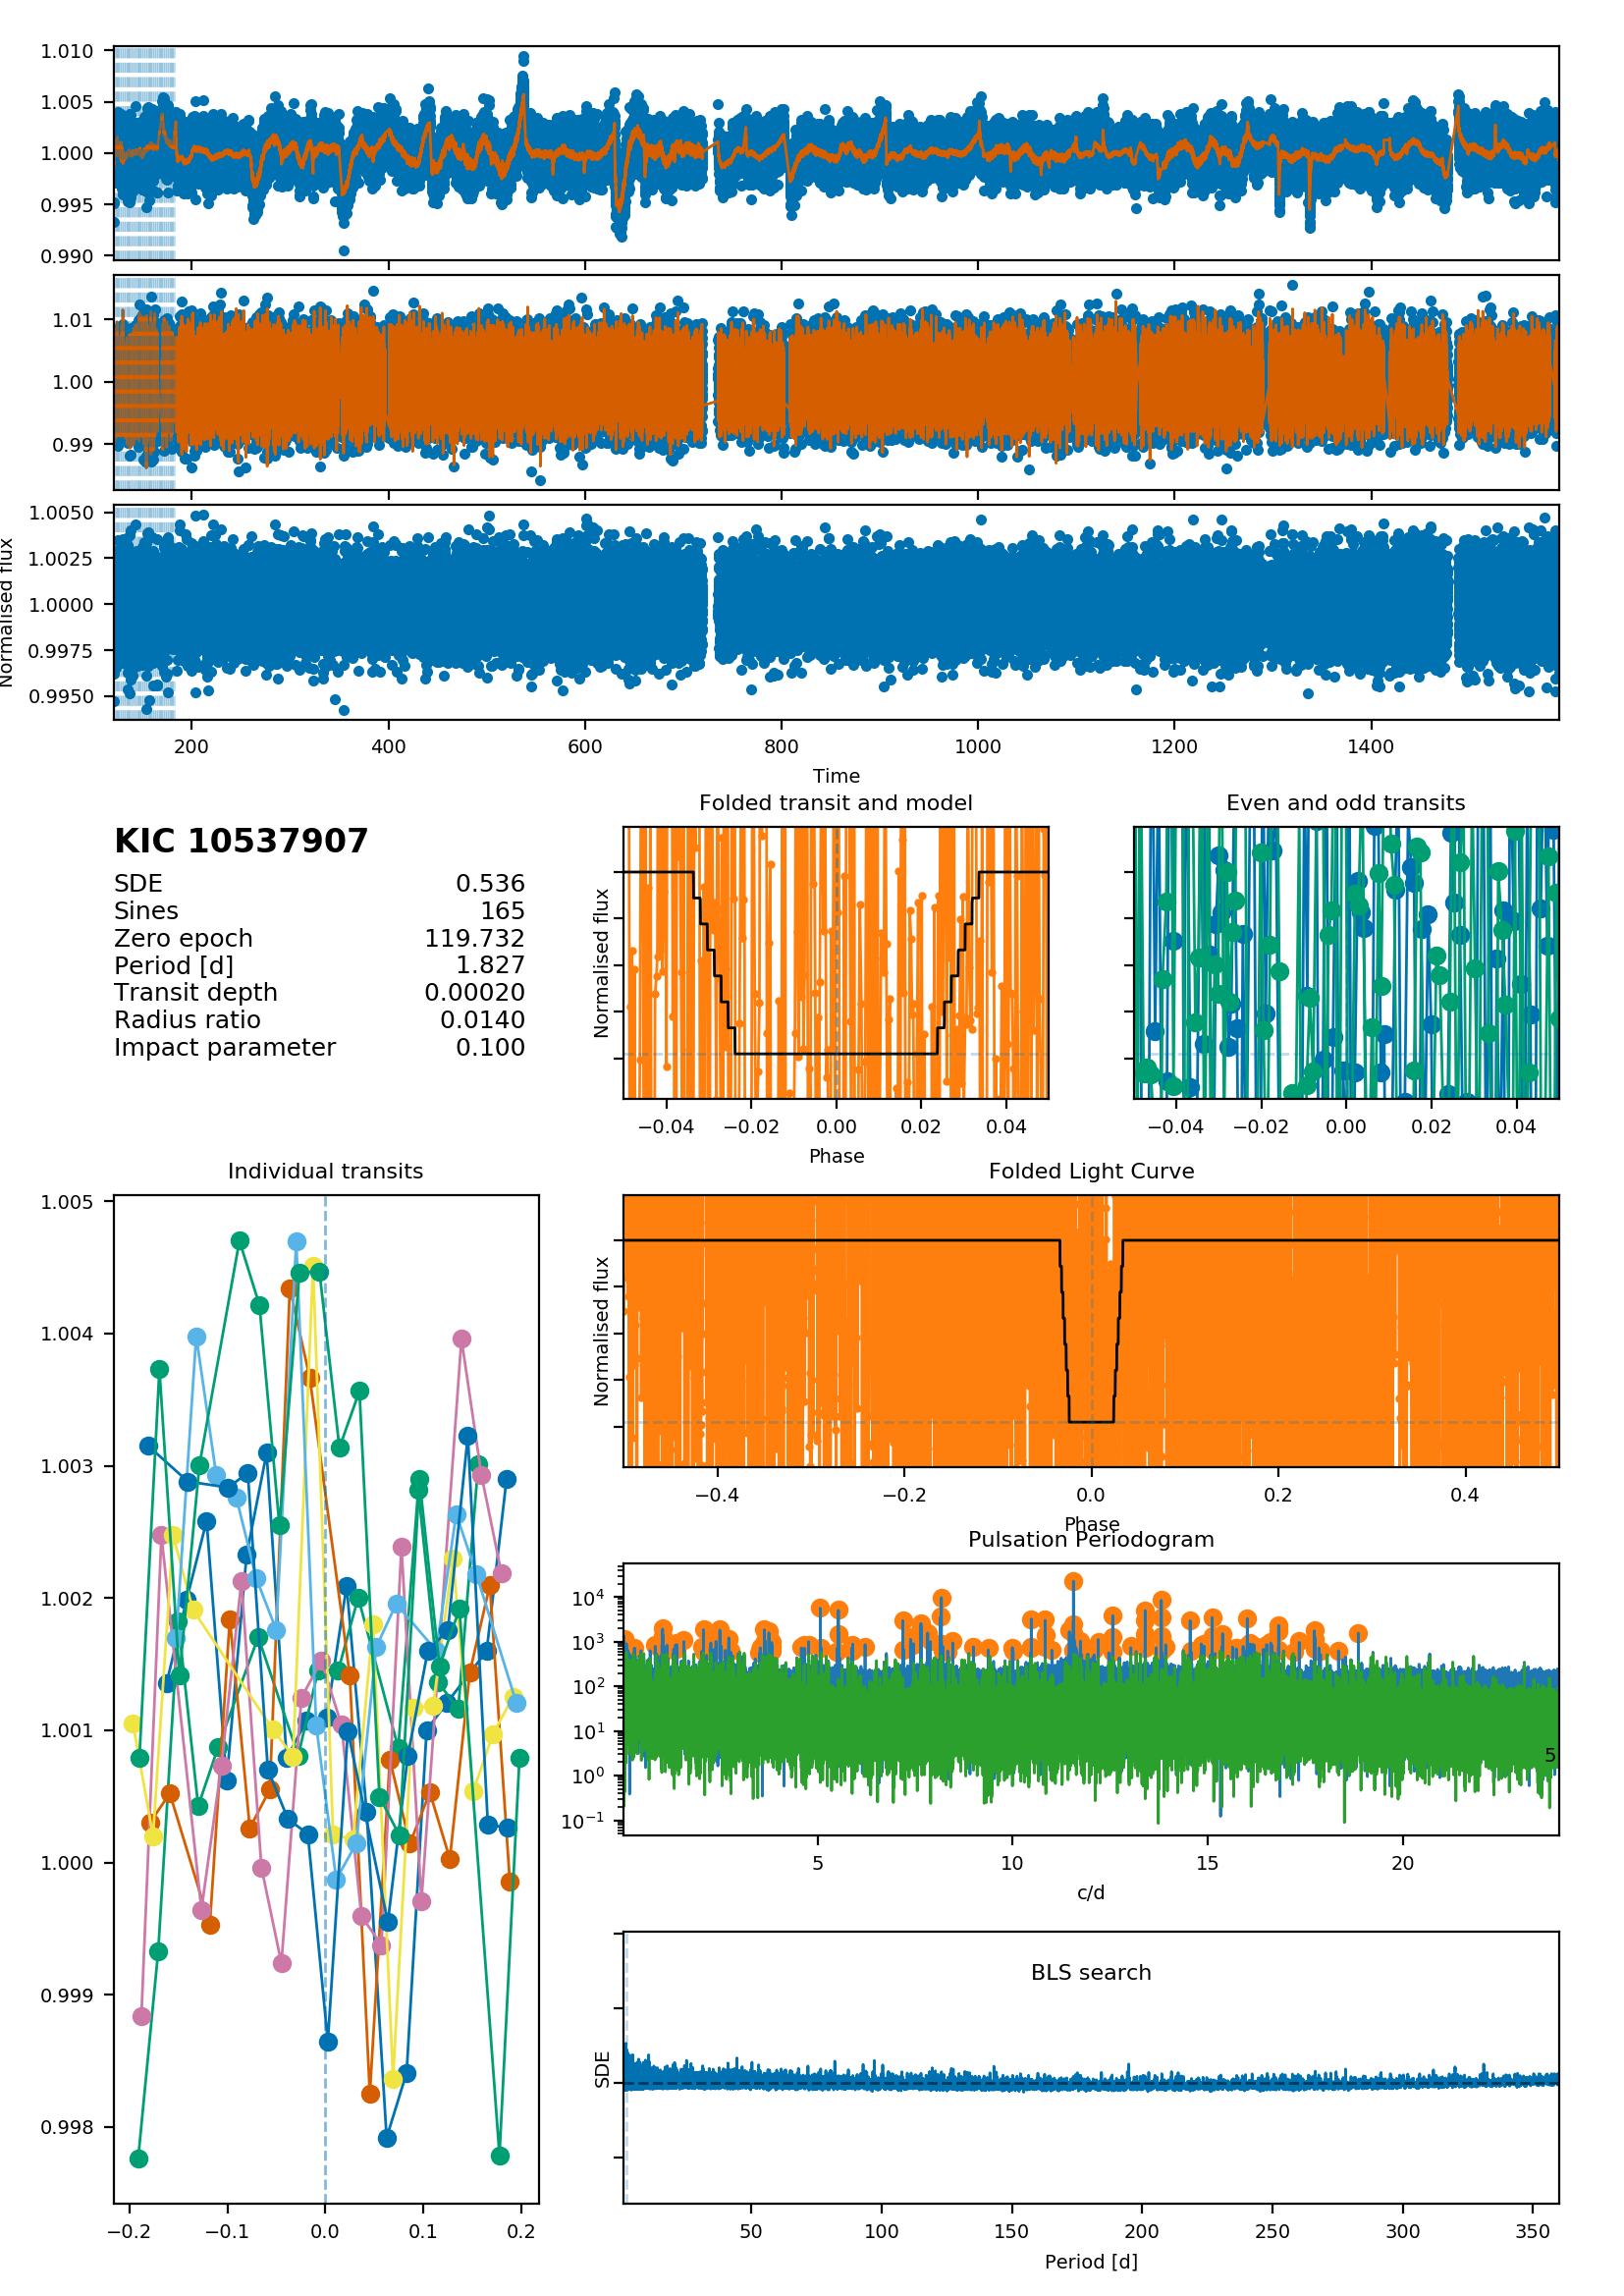 1.010
1.005
1.000
0.995
0.990
1.01
1.00
0.99
1.0050
1.0025
1.0000
0.9975
0.9950
Normalised flux
200 400 600 800 1000 1200 1400
Time
KIC 10537907
SDE 0.536
Sines 165
Zero epoch 119.732
Period [d] 1.827
Transit depth 0.00020
Radius ratio 0.0140
Impact parameter 0.100
Folded transit and model
Normalised flux
−0.04 −0.02 0.00 0.02 0.04
Phase
Even and odd transits
−0.04 −0.02 0.00 0.02 0.04
Individual transits
1.005
1.004
1.003
1.002
1.001
1.000
0.999
0.998
−0.2 −0.1 0.0 0.1 0.2
Folded Light Curve
Normalised flux
−0.4 −0.2 0.0 0.2 0.4
Phase
Pulsation Periodogram
10⁴
10³
10²
10¹
10⁰
10⁻¹
5
5 10 15 20
c/d
BLS search
SDE
50 100 150 200 250 300 350
Period [d]